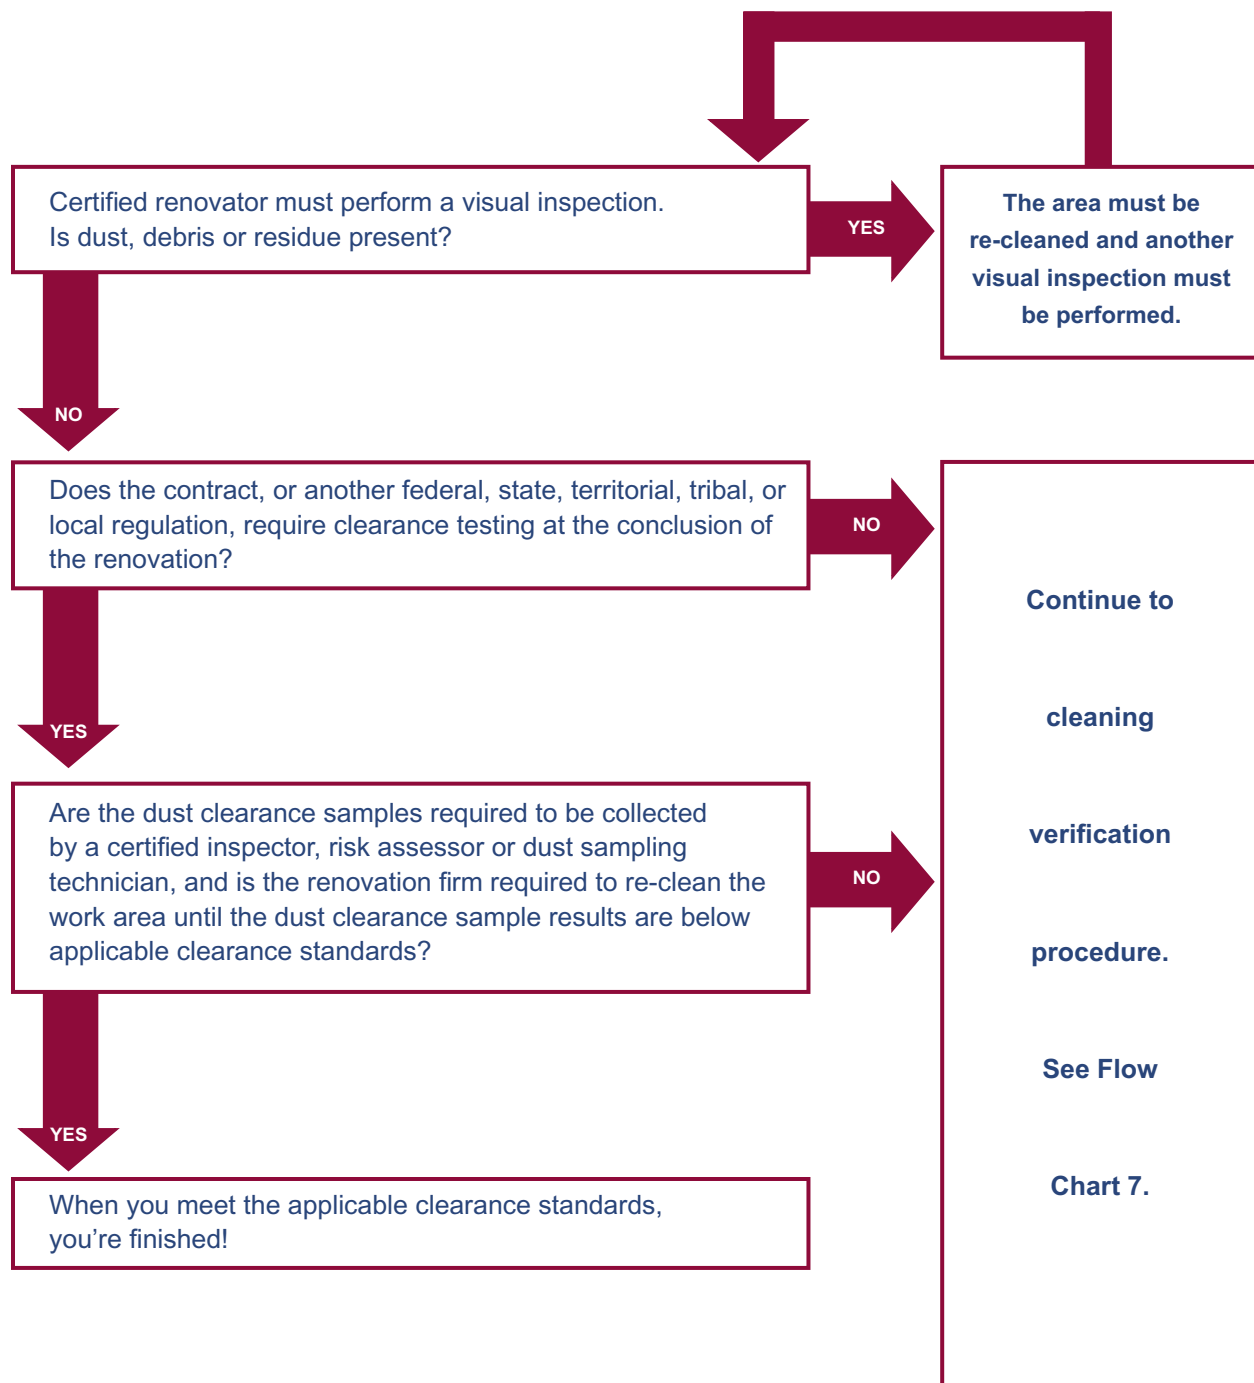 Certified renovator must perform a visual inspection.
Is dust, debris or residue present?
YES
The area must be
re-cleaned and another
visual inspection must
be performed.
NO
Does the contract, or another federal, state, territorial, tribal, or
local regulation, require clearance testing at the conclusion of
the renovation?
NO
Continue to
cleaning
verification
procedure.
See Flow
Chart 7.
YES
Are the dust clearance samples required to be collected
by a certified inspector, risk assessor or dust sampling
technician, and is the renovation firm required to re-clean the
work area until the dust clearance sample results are below
applicable clearance standards?
NO
YES
When you meet the applicable clearance standards,
you’re finished!